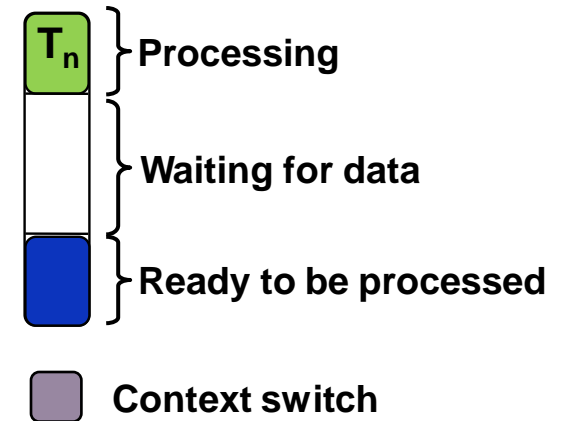 Tn
Processing
Waiting for data
Ready to be processed
Context switch